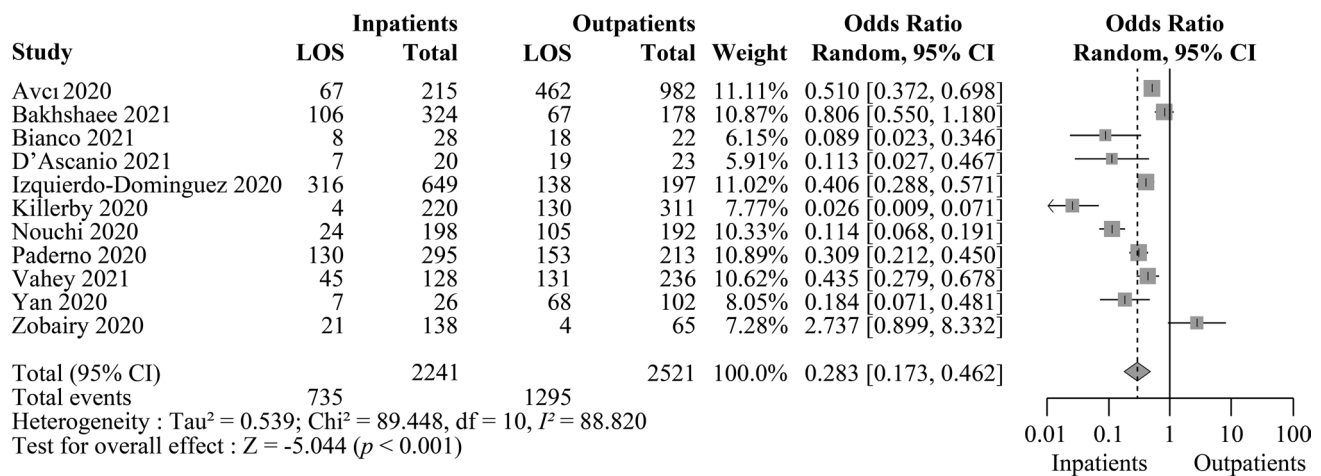 Inpatients Outpatients Odds Ratio Odds Ratio
Study LOS Total LOS Total Weight Random, 95% CI Random, 95% CI
Avcı 2020 67 215 462 982 11.11% 0.510 [0.372, 0.698]
Bakhshaee 2021 106 324 67 178 10.87% 0.806 [0.550, 1.180]
Bianco 2021 8 28 18 22 6.15% 0.089 [0.023, 0.346]
D’Ascanio 2021 7 20 19 23 5.91% 0.113 [0.027, 0.467]
Izquierdo-Dominguez 2020 316 649 138 197 11.02% 0.406 [0.288, 0.571]
Killerby 2020 4 220 130 311 7.77% 0.026 [0.009, 0.071]
Nouchi 2020 24 198 105 192 10.33% 0.114 [0.068, 0.191]
Paderno 2020 130 295 153 213 10.89% 0.309 [0.212, 0.450]
Vahey 2021 45 128 131 236 10.62% 0.435 [0.279, 0.678]
Yan 2020 7 26 68 102 8.05% 0.184 [0.071, 0.481]
Zobairy 2020 21 138 4 65 7.28% 2.737 [0.899, 8.332]
Total (95% CI) 2241 2521 100.0% 0.283 [0.173, 0.462]
Total events 735 1295
Heterogeneity : Tau² = 0.539; Chi² = 89.448, df = 10, I² = 88.820
Test for overall effect : Z = -5.044 (p < 0.001)
0.01 0.1 1 10 100
Inpatients Outpatients